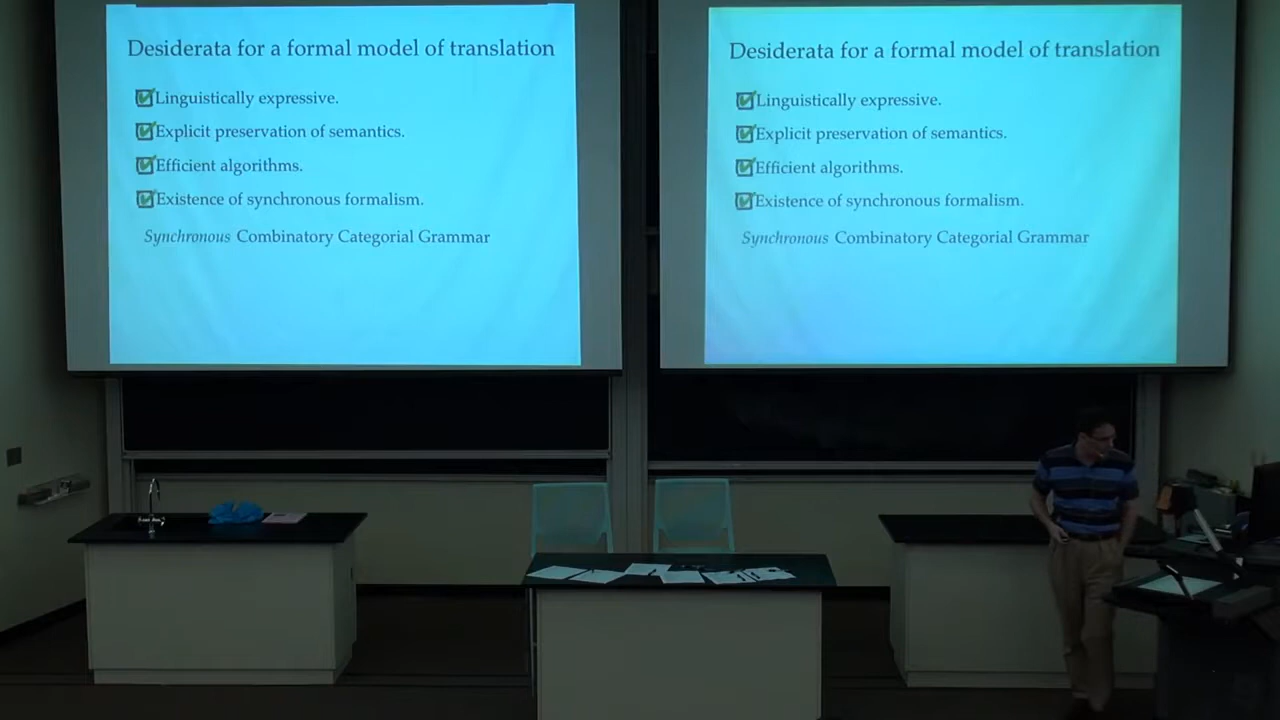 Desiderata for a formal model of translation
Linguistically expressive.
Explicit preservation of semantics.
Efficient algorithms.
Existence of synchronous formalism.
Synchronous Combinatory Categorial Grammar
Desiderata for a formal model of translation
Linguistically expressive.
Explicit preservation of semantics.
Efficient algorithms.
Existence of synchronous formalism.
Synchronous Combinatory Categorial Grammar